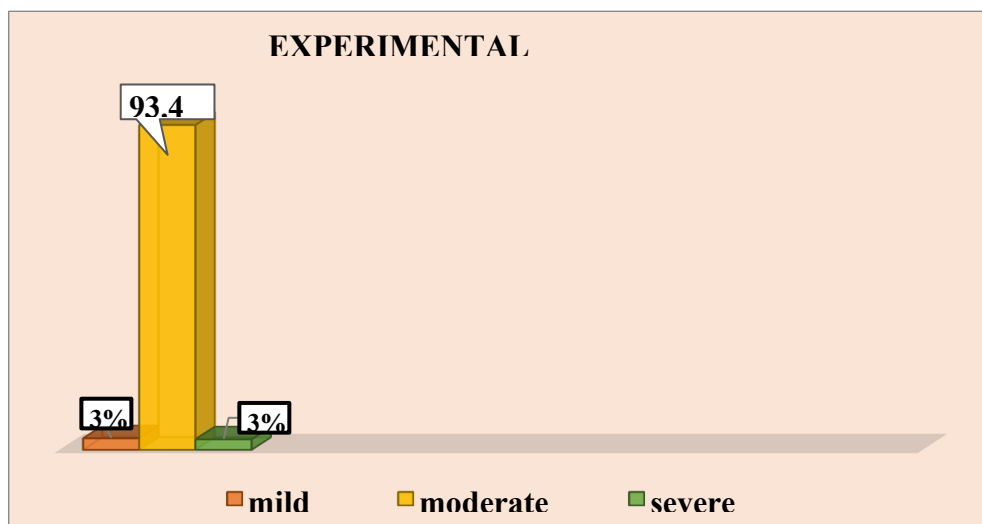 EXPERIMENTAL
93.4
3%
3%
mild
moderate
severe